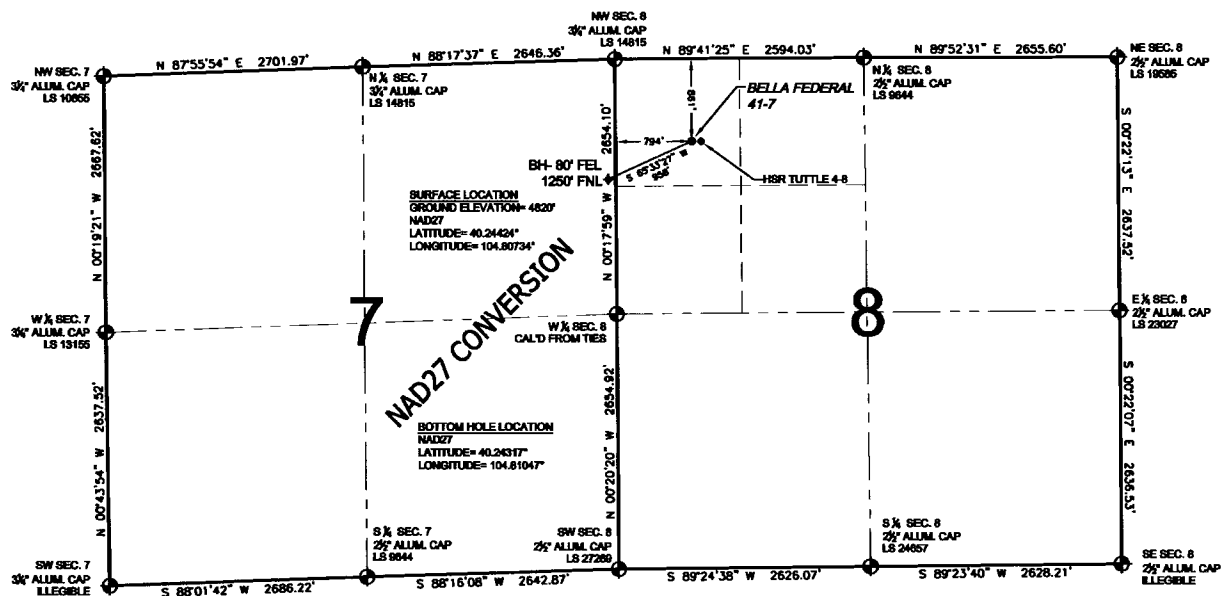 NW SEC. 8
3¼" ALUM. CAP
LS 14815
N 87°55'54" E 2701.97'
N 88°17'37" E 2646.36'
N 89°41'25" E 2594.03'
N 89°52'31" E 2655.60'
NW SEC. 7
3¼" ALUM. CAP
LS 10855
N ¼ SEC. 7
3¼" ALUM. CAP
LS 14815
N ¼ SEC. 8
2½" ALUM. CAP
LS 9644
NE SEC. 8
2½" ALUM. CAP
LS 19585
BELLA FEDERAL
41-7
881'
794'
HSR TUTTLE 4-8
BH- 80' FEL
1250' FNL
S 65°33'27" W
958'
N 00°19'21" W 2667.62'
N 00°17'59" W 2654.10'
S 00°22'13" E 2637.52'
SURFACE LOCATION
GROUND ELEVATION= 4820'
NAD27
LATITUDE= 40.24424°
LONGITUDE= 104.80734°
NAD27 CONVERSION
7
8
W ¼ SEC. 7
3¼" ALUM. CAP
LS 13155
W ¼ SEC. 8
CAL'D FROM TIES
E ¼ SEC. 8
2½" ALUM. CAP
LS 23027
N 00°43'54" W 2637.52'
N 00°20'20" W 2654.92'
S 00°22'07" E 2636.53'
BOTTOM HOLE LOCATION
NAD27
LATITUDE= 40.24317°
LONGITUDE= 104.81047°
SW SEC. 7
3¼" ALUM. CAP
ILLEGIBLE
S ¼ SEC. 7
2½" ALUM. CAP
LS 9644
SW SEC. 8
2½" ALUM. CAP
LS 27269
S ¼ SEC. 8
2½" ALUM. CAP
LS 24657
SE SEC. 8
2½" ALUM. CAP
ILLEGIBLE
S 88°01'42" W 2686.22'
S 88°16'08" W 2642.87'
S 89°24'38" W 2626.07'
S 89°23'40" W 2628.21'